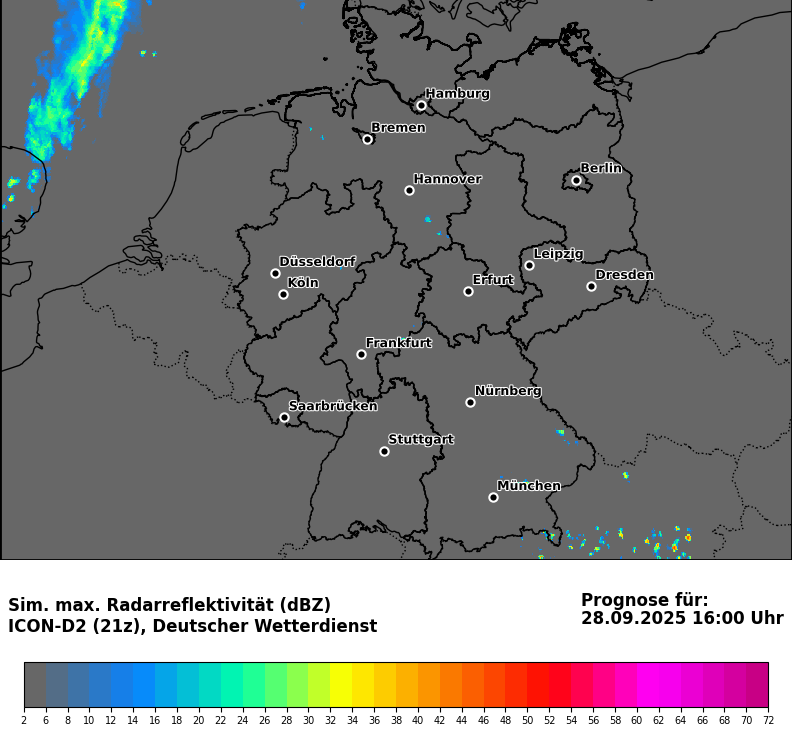 Hamburg
Bremen
Berlin
Hannover
Düsseldorf
Leipzig
Köln
Erfurt
Dresden
Frankfurt
Nürnberg
Saarbrücken
Stuttgart
München
Sim. max. Radarreflektivität (dBZ)
ICON-D2 (21z), Deutscher Wetterdienst
Prognose für:
28.09.2025 16:00 Uhr
2 6 8 10 12 14 16 18 20 22 24 26 28 30 32 34 36 38 40 42 44 46 48 50 52 54 56 58 60 62 64 66 68 70 72